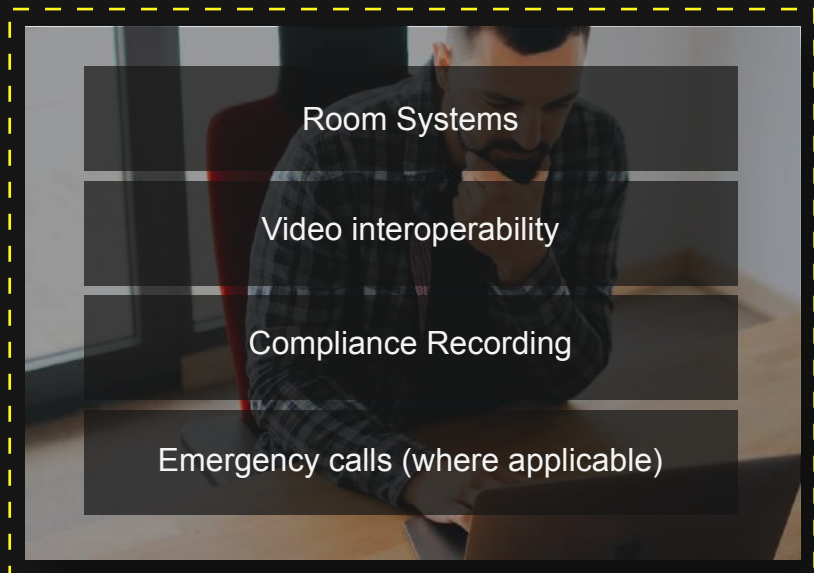 Room Systems
Video interoperability
Compliance Recording
Emergency calls (where applicable)